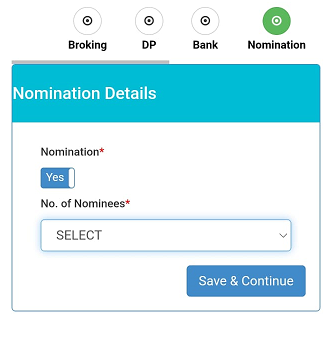 Broking DP Bank Nomination
Nomination Details
Nomination*
Yes
No. of Nominees*
SELECT
Save & Continue